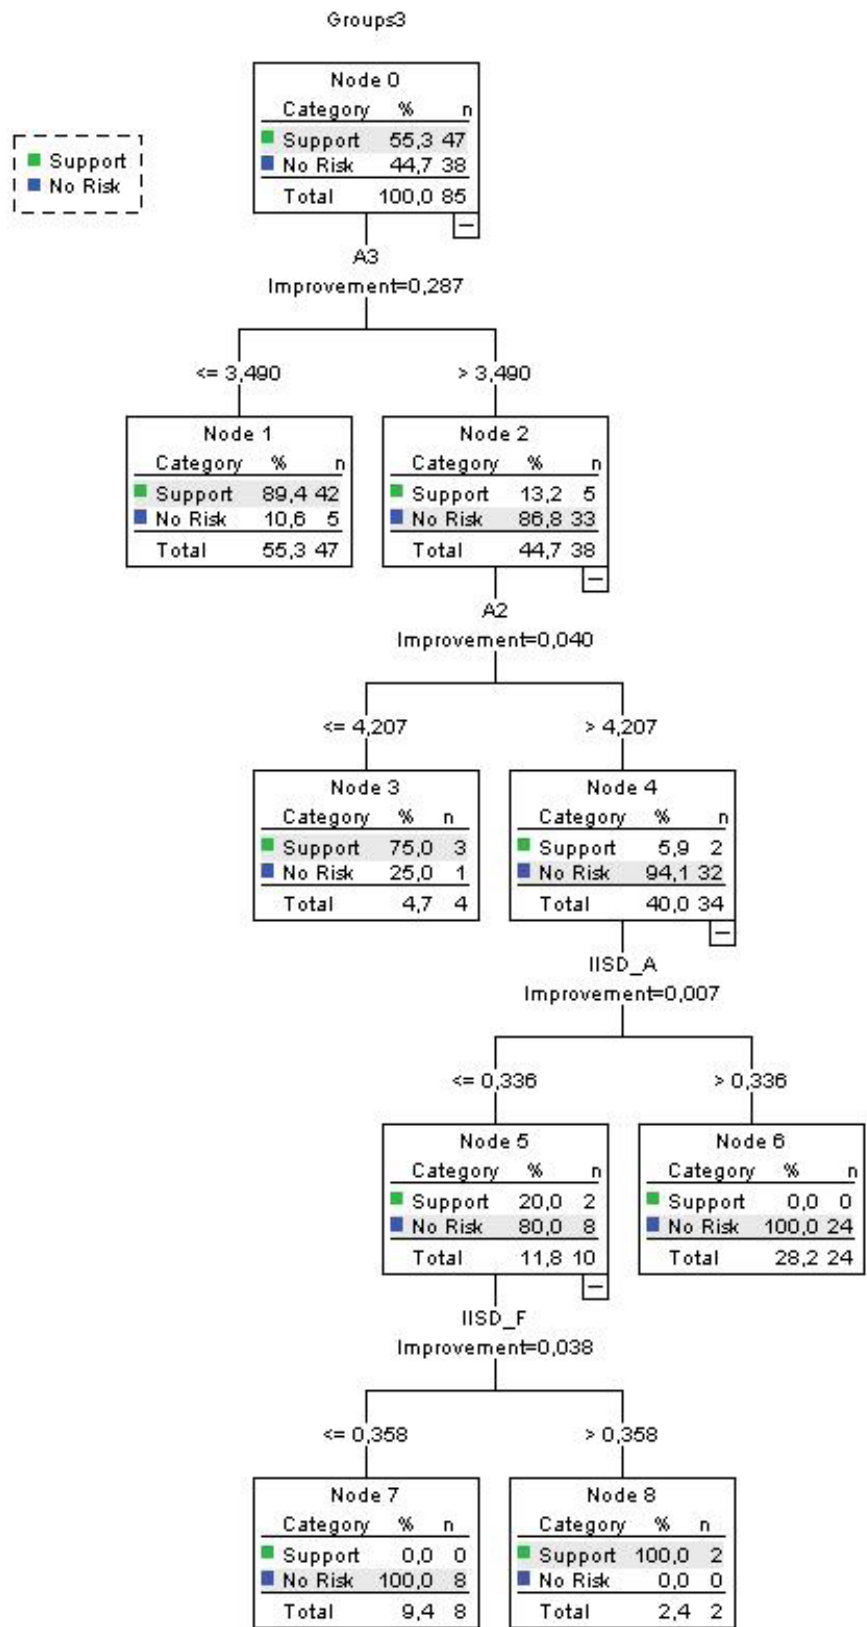 Groups3
Support
No Risk
Node 0
Category % n
Support 55,3 47
No Risk 44,7 38
Total 100,0 85
A3
Improvement=0,287
<= 3,490
> 3,490
Node 1
Category % n
Support 89,4 42
No Risk 10,6 5
Total 55,3 47
Node 2
Category % n
Support 13,2 5
No Risk 86,8 33
Total 44,7 38
A2
Improvement=0,040
<= 4,207
> 4,207
Node 3
Category % n
Support 75,0 3
No Risk 25,0 1
Total 4,7 4
Node 4
Category % n
Support 5,9 2
No Risk 94,1 32
Total 40,0 34
IISD_A
Improvement=0,007
<= 0,336
> 0,336
Node 5
Category % n
Support 20,0 2
No Risk 80,0 8
Total 11,8 10
Node 6
Category % n
Support 0,0 0
No Risk 100,0 24
Total 28,2 24
IISD_F
Improvement=0,038
<= 0,358
> 0,358
Node 7
Category % n
Support 0,0 0
No Risk 100,0 8
Total 9,4 8
Node 8
Category % n
Support 100,0 2
No Risk 0,0 0
Total 2,4 2